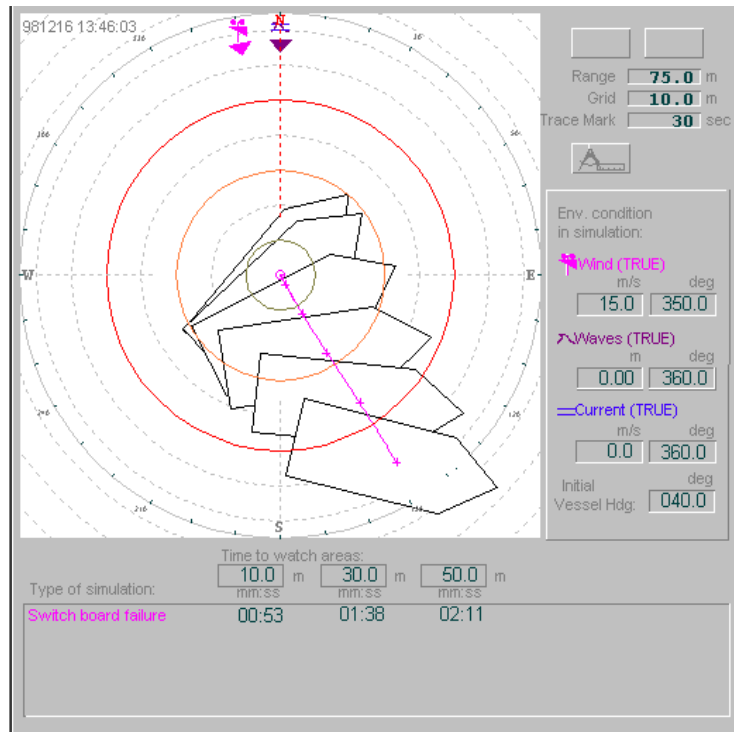 981216 13:46:03
N
Range 75.0 m
Grid 10.0 m
Trace Mark 30 sec
W
E
S
Env. condition
in simulation:
Wind (TRUE)
m/s deg
15.0 350.0
Waves (TRUE)
m deg
0.00 360.0
Current (TRUE)
m/s deg
0.0 360.0
Initial deg
Vessel Hdg: 040.0
Time to watch areas:
Type of simulation: 10.0 m 30.0 m 50.0 m
mm:ss mm:ss mm:ss
Switch board failure 00:53 01:38 02:11